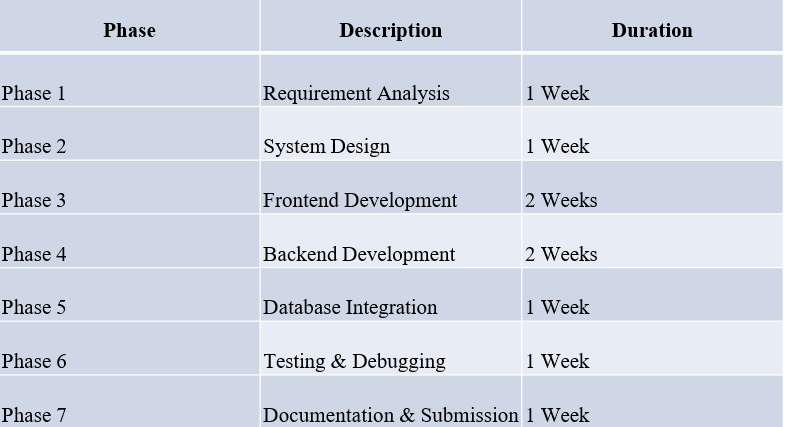 Phase Description Duration
Phase 1 Requirement Analysis 1 Week
Phase 2 System Design 1 Week
Phase 3 Frontend Development 2 Weeks
Phase 4 Backend Development 2 Weeks
Phase 5 Database Integration 1 Week
Phase 6 Testing & Debugging 1 Week
Phase 7 Documentation & Submission 1 Week